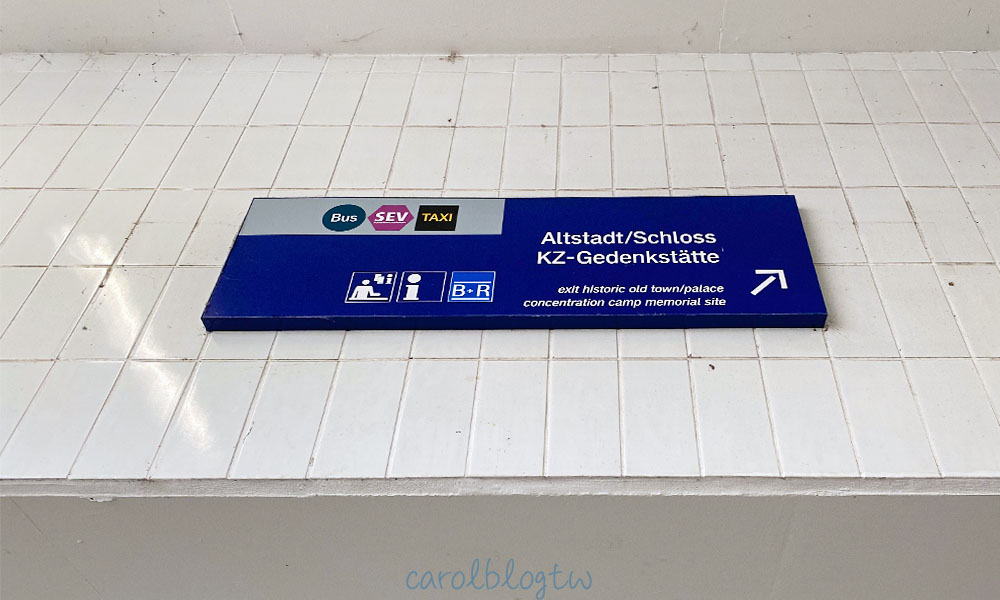 Bus SEV TAXI
Altstadt/Schloss
KZ-Gedenkstätte
B+R
exit historic old town/palace
concentration camp memorial site
carolblogtw